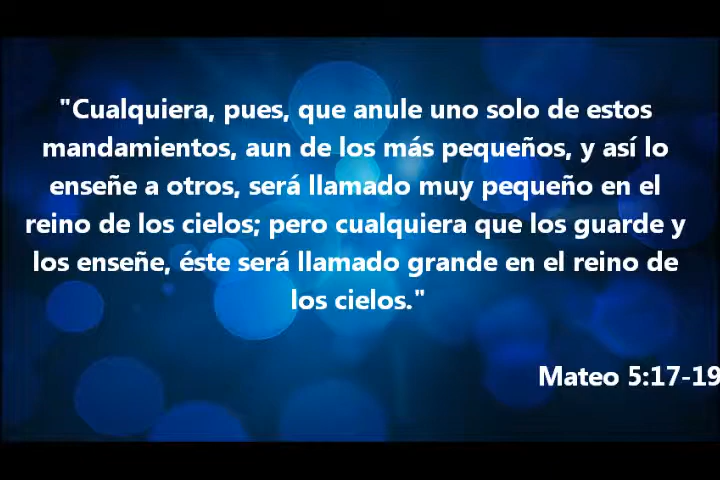 "Cualquiera, pues, que anule uno solo de estos
mandamientos, aun de los más pequeños, y así lo
enseñe a otros, será llamado muy pequeño en el
reino de los cielos; pero cualquiera que los guarde y
los enseñe, éste será llamado grande en el reino de
los cielos."
Mateo 5:17-19